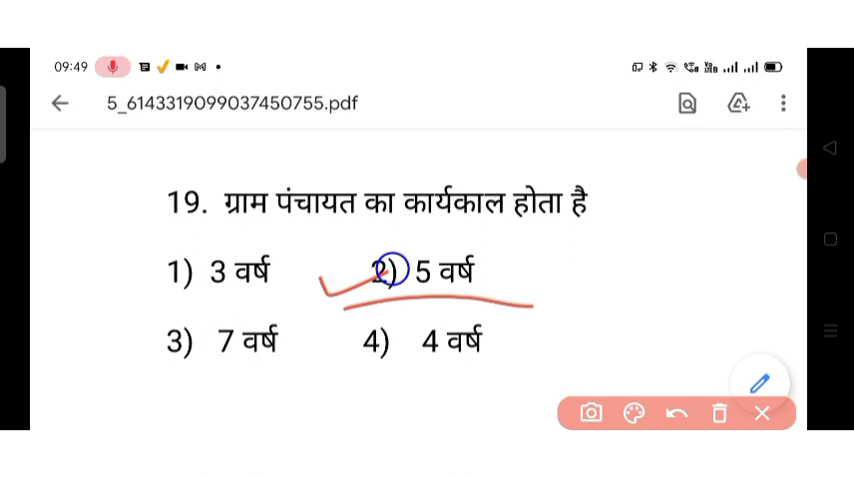 09:49
5_6143319099037450755.pdf
19. ग्राम पंचायत का कार्यकाल होता है
1) 3 वर्ष 2) 5 वर्ष
3) 7 वर्ष 4) 4 वर्ष